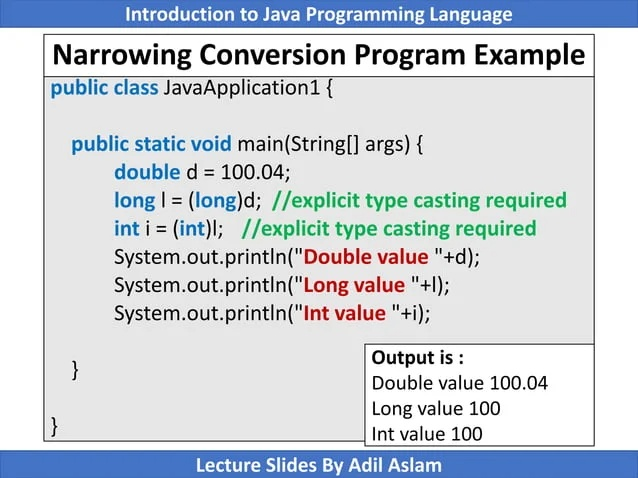 Introduction to Java Programming Language
Narrowing Conversion Program Example
public class JavaApplication1 {
public static void main(String[] args) {
double d = 100.04;
long l = (long)d;  //explicit type casting required
int i = (int)l;   //explicit type casting required
System.out.println("Double value "+d);
System.out.println("Long value "+l);
System.out.println("Int value "+i);
}
}
Output is :
Double value 100.04
Long value 100
Int value 100
Lecture Slides By Adil Aslam